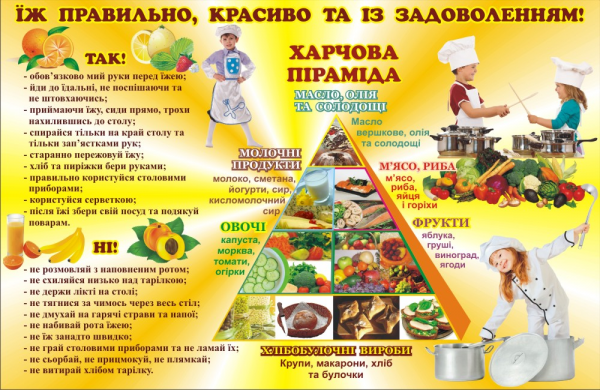 ЇЖ ПРАВИЛЬНО, КРАСИВО ТА ІЗ ЗАДОВОЛЕННЯМ!
ТАК!
- обов'язково мий руки перед їжею;
- йди до їдальні, не поспішаючи та
не штовхаючись;
- приймаючи їжу, сиди прямо, трохи
нахилившись до столу;
- спирайся тільки на край столу та
тільки зап'ястками рук;
- старанно пережовуй їжу;
- хліб та пиріжки бери руками;
- правильно користуйся столовими
приборами;
- користуйся серветкою;
- після їжі збери свій посуд та подякуй
поварам.
НІ!
- не розмовляй з наповненим ротом;
- не схиляйся низько над тарілкою;
- не держи лікті на столі;
- не тягнися за чимось через весь стіл;
- не дмухай на гарячі страви та напої;
- не набивай рота їжею;
- не їж занадто швидко;
- не грай столовими приборами та не ламай їх;
- не сьорбай, не прицмокуй, не плямкай;
- не витирай хлібом тарілку.
ХАРЧОВА
ПІРАМІДА
МАСЛО, ОЛІЯ
ТА СОЛОДОЩІ
Масло
вершкове, олія
та солодощі
МОЛОЧНІ
ПРОДУКТИ
молоко, сметана,
йогурти, сир,
кисломолочний
сир
М'ЯСО, РИБА
м'ясо,
риба,
яйця
і горіхи
ОВОЧІ
капуста,
морква,
томати,
огірки
ФРУКТИ
яблука,
груші,
виноград,
ягоди
ХЛІБОБУЛОЧНІ ВИРОБИ
Крупи, макарони, хліб
та булочки